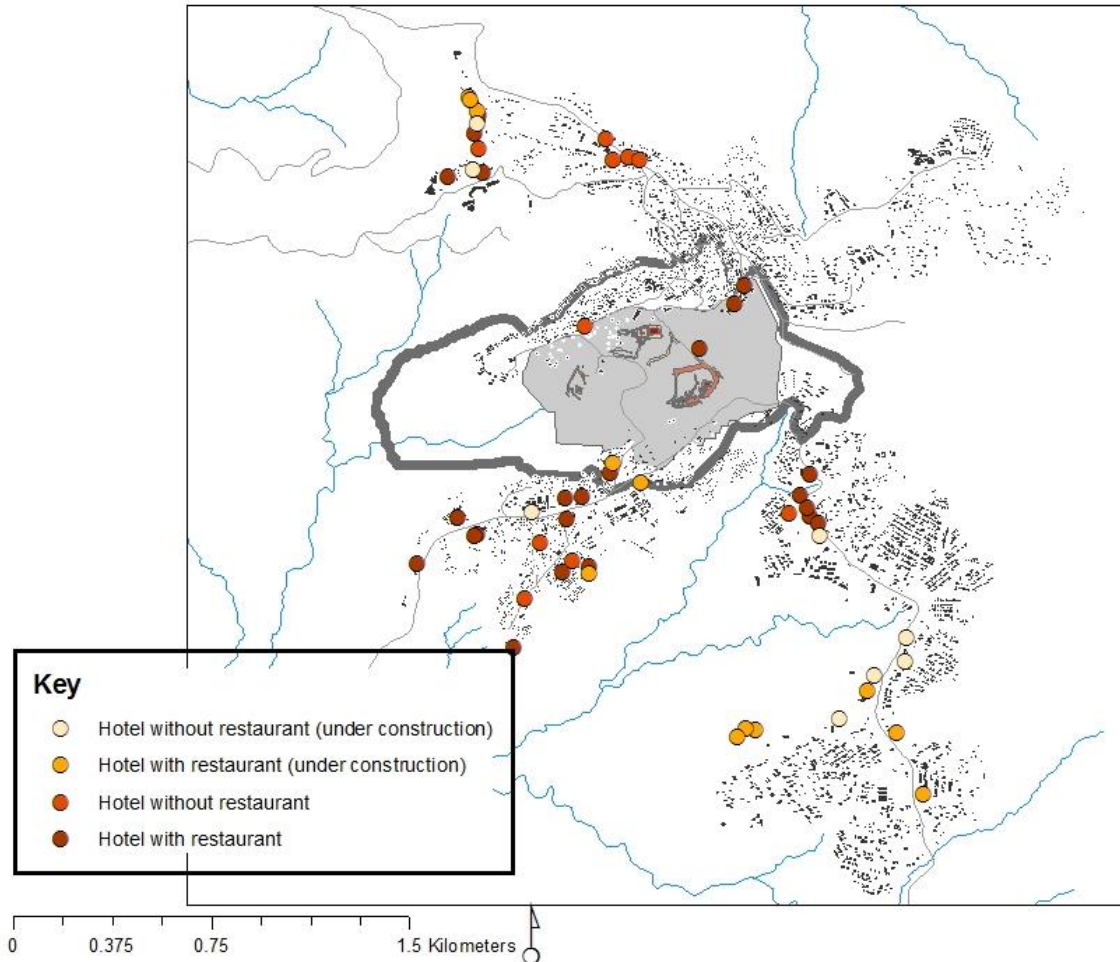 Key
Hotel without restaurant (under construction)
Hotel with restaurant (under construction)
Hotel without restaurant
Hotel with restaurant
0 0.375 0.75 1.5 Kilometers